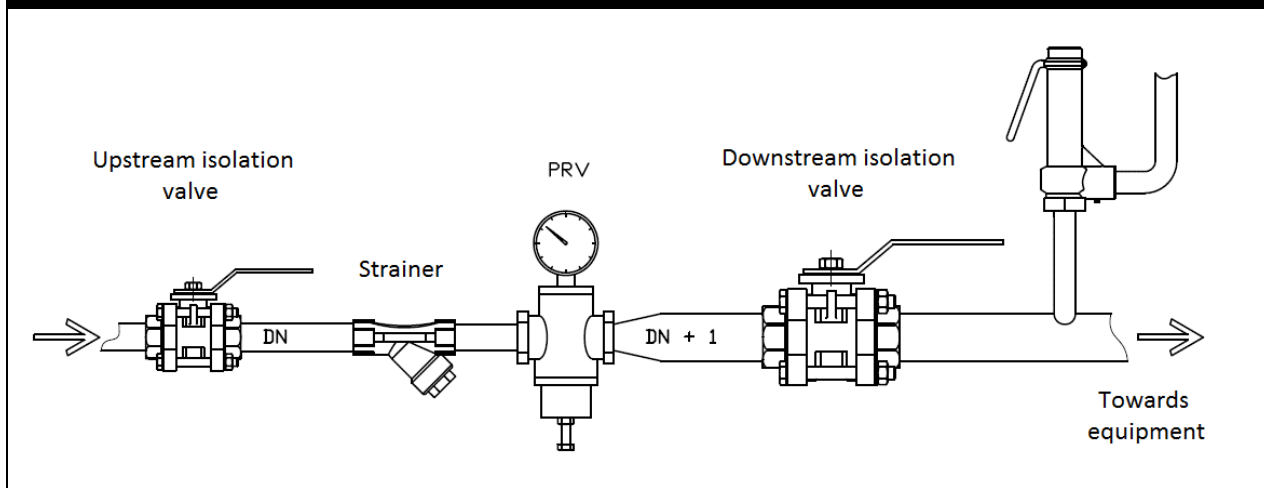 Upstream isolation
valve
Strainer
PRV
Downstream isolation
valve
DN
DN + 1
Towards
equipment